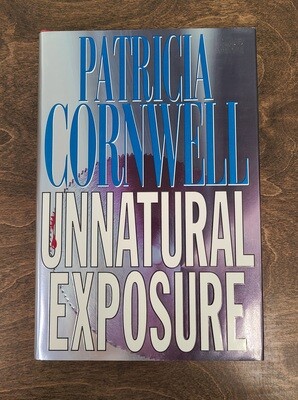 PATRICIA
CORNWELL
UNNATURAL
EXPOSURE